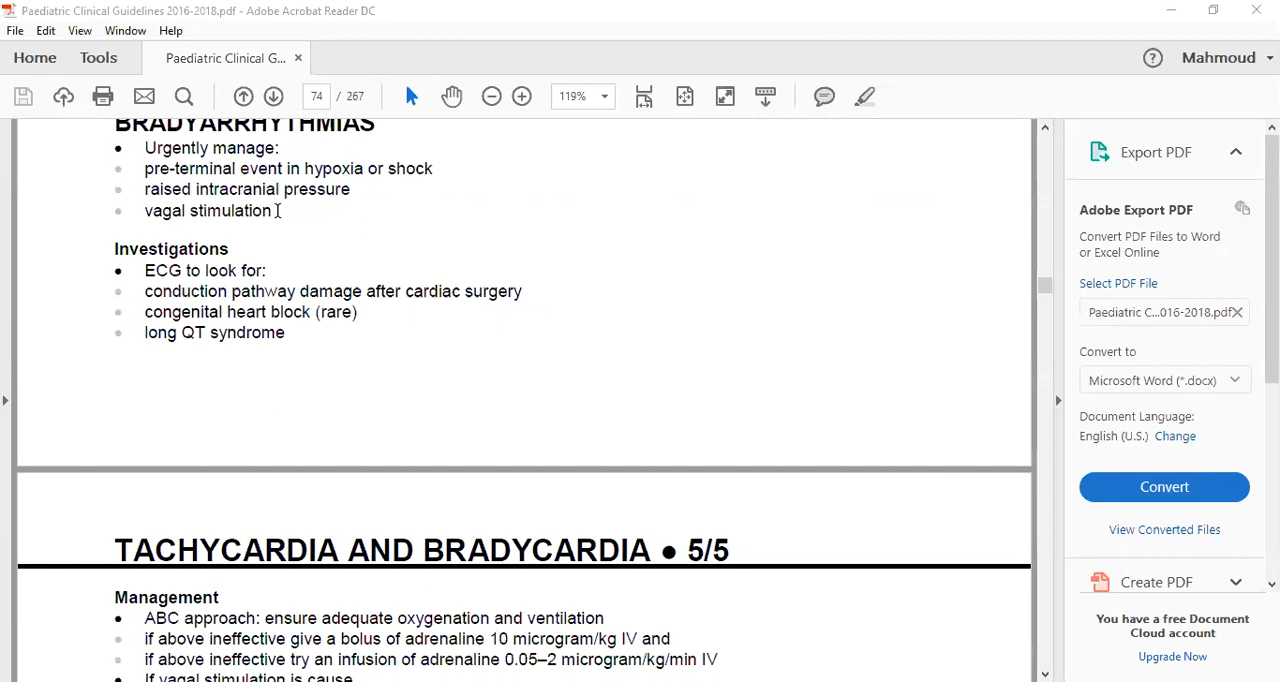 Paediatric Clinical Guidelines 2016-2018.pdf - Adobe Acrobat Reader DC
File Edit View Window Help
Home Tools Paediatric Clinical G... × ? Mahmoud
74 / 267 119%
BRADYARRHYTHMIAS
• Urgently manage:
• pre-terminal event in hypoxia or shock
• raised intracranial pressure
• vagal stimulation
Investigations
• ECG to look for:
• conduction pathway damage after cardiac surgery
• congenital heart block (rare)
• long QT syndrome
TACHYCARDIA AND BRADYCARDIA ● 5/5
Management
• ABC approach: ensure adequate oxygenation and ventilation
• if above ineffective give a bolus of adrenaline 10 microgram/kg IV and
• if above ineffective try an infusion of adrenaline 0.05–2 microgram/kg/min IV
• If vagal stimulation is cause
Export PDF
Adobe Export PDF
Convert PDF Files to Word
or Excel Online
Select PDF File
Paediatric C...016-2018.pdf
Convert to
Microsoft Word (*.docx)
Document Language:
English (U.S.) Change
Convert
View Converted Files
Create PDF
You have a free Document
Cloud account
Upgrade Now